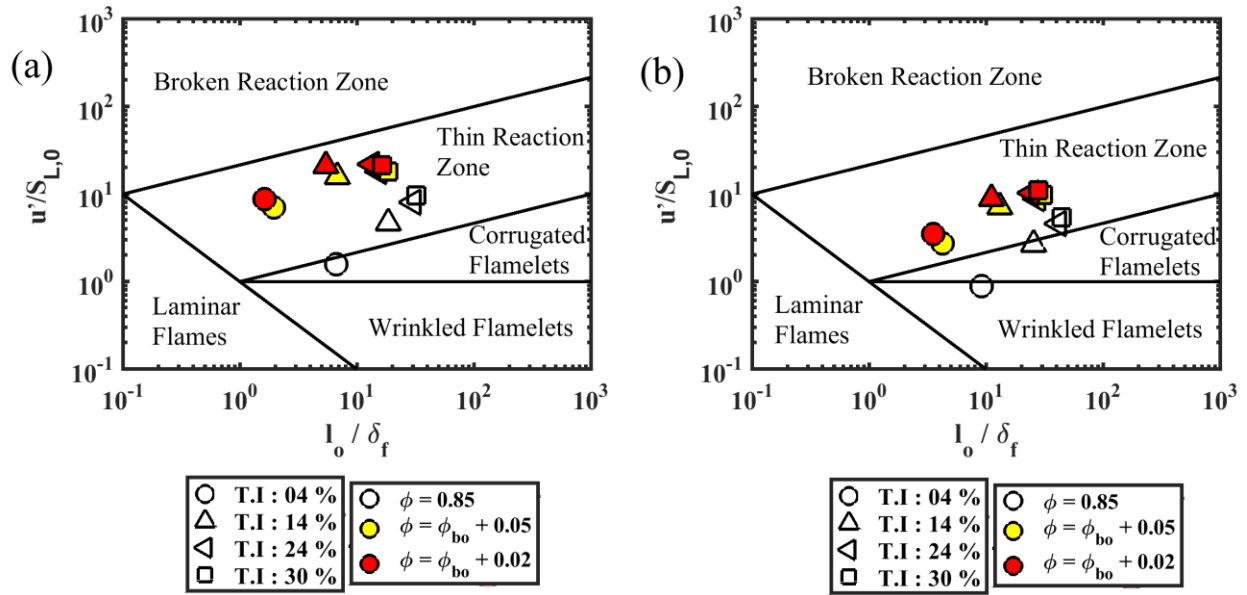 (a)
10³
10²
10¹
10⁰
10⁻¹
u'/S_L,0
Broken Reaction Zone
Thin Reaction
Zone
Corrugated
Flamelets
Laminar
Flames
Wrinkled Flamelets
10⁻¹ 10⁰ 10¹ 10² 10³
l_o / δ_f
T.I : 04 %
T.I : 14 %
T.I : 24 %
T.I : 30 %
ϕ = 0.85
ϕ = ϕ_bo + 0.05
ϕ = ϕ_bo + 0.02
(b)
10³
10²
10¹
10⁰
10⁻¹
u'/S_L,0
Broken Reaction Zone
Thin Reaction Zone
Corrugated
Flamelets
Laminar
Flames
Wrinkled Flamelets
10⁻¹ 10⁰ 10¹ 10² 10³
l_o / δ_f
T.I : 04 %
T.I : 14 %
T.I : 24 %
T.I : 30 %
ϕ = 0.85
ϕ = ϕ_bo + 0.05
ϕ = ϕ_bo + 0.02